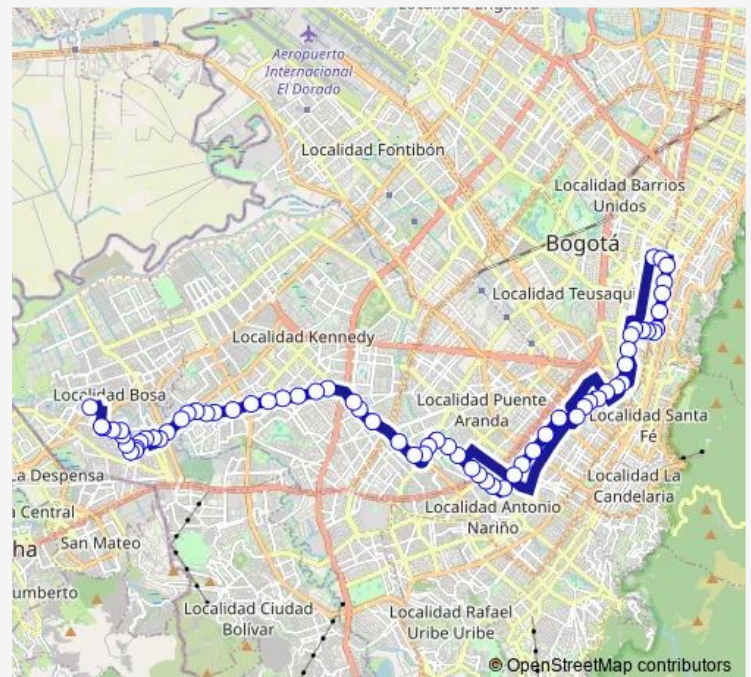 Aeropuerto
Internacional
El Dorado
Localidad Fontibón
Localidad Barrios
Unidos
Bogotá
Localidad Teusaqui
Localidad Kennedy
Localidad Bosa
Localidad Puente
Aranda
Localidad Santa
Fé
La Despensa
Localidad La
Candelaria
a Central
Localidad Antonio
Nariño
ha
San Mateo
umberto
Localidad Ciudad
Bolívar
Localidad Rafael
Uribe Uribe
© OpenStreetMap contributors